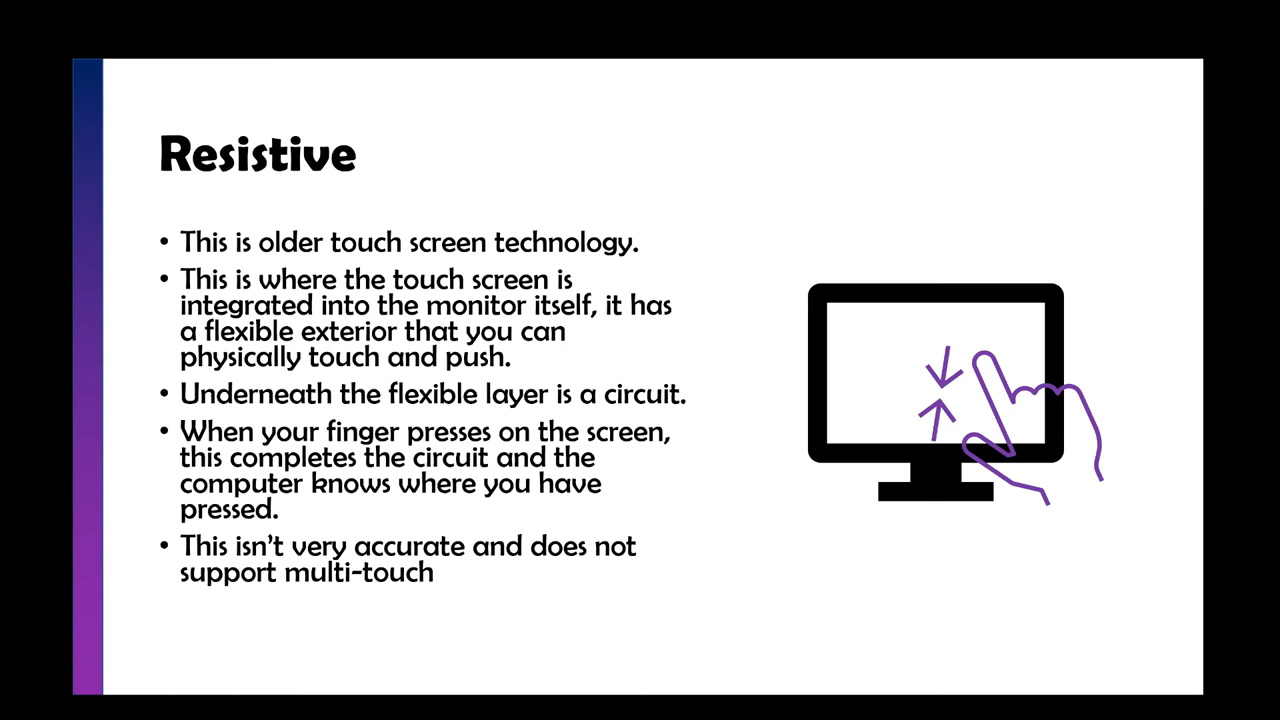 Resistive
• This is older touch screen technology.
• This is where the touch screen is
integrated into the monitor itself, it has
a flexible exterior that you can
physically touch and push.
• Underneath the flexible layer is a circuit.
• When your finger presses on the screen,
this completes the circuit and the
computer knows where you have
pressed.
• This isn’t very accurate and does not
support multi-touch